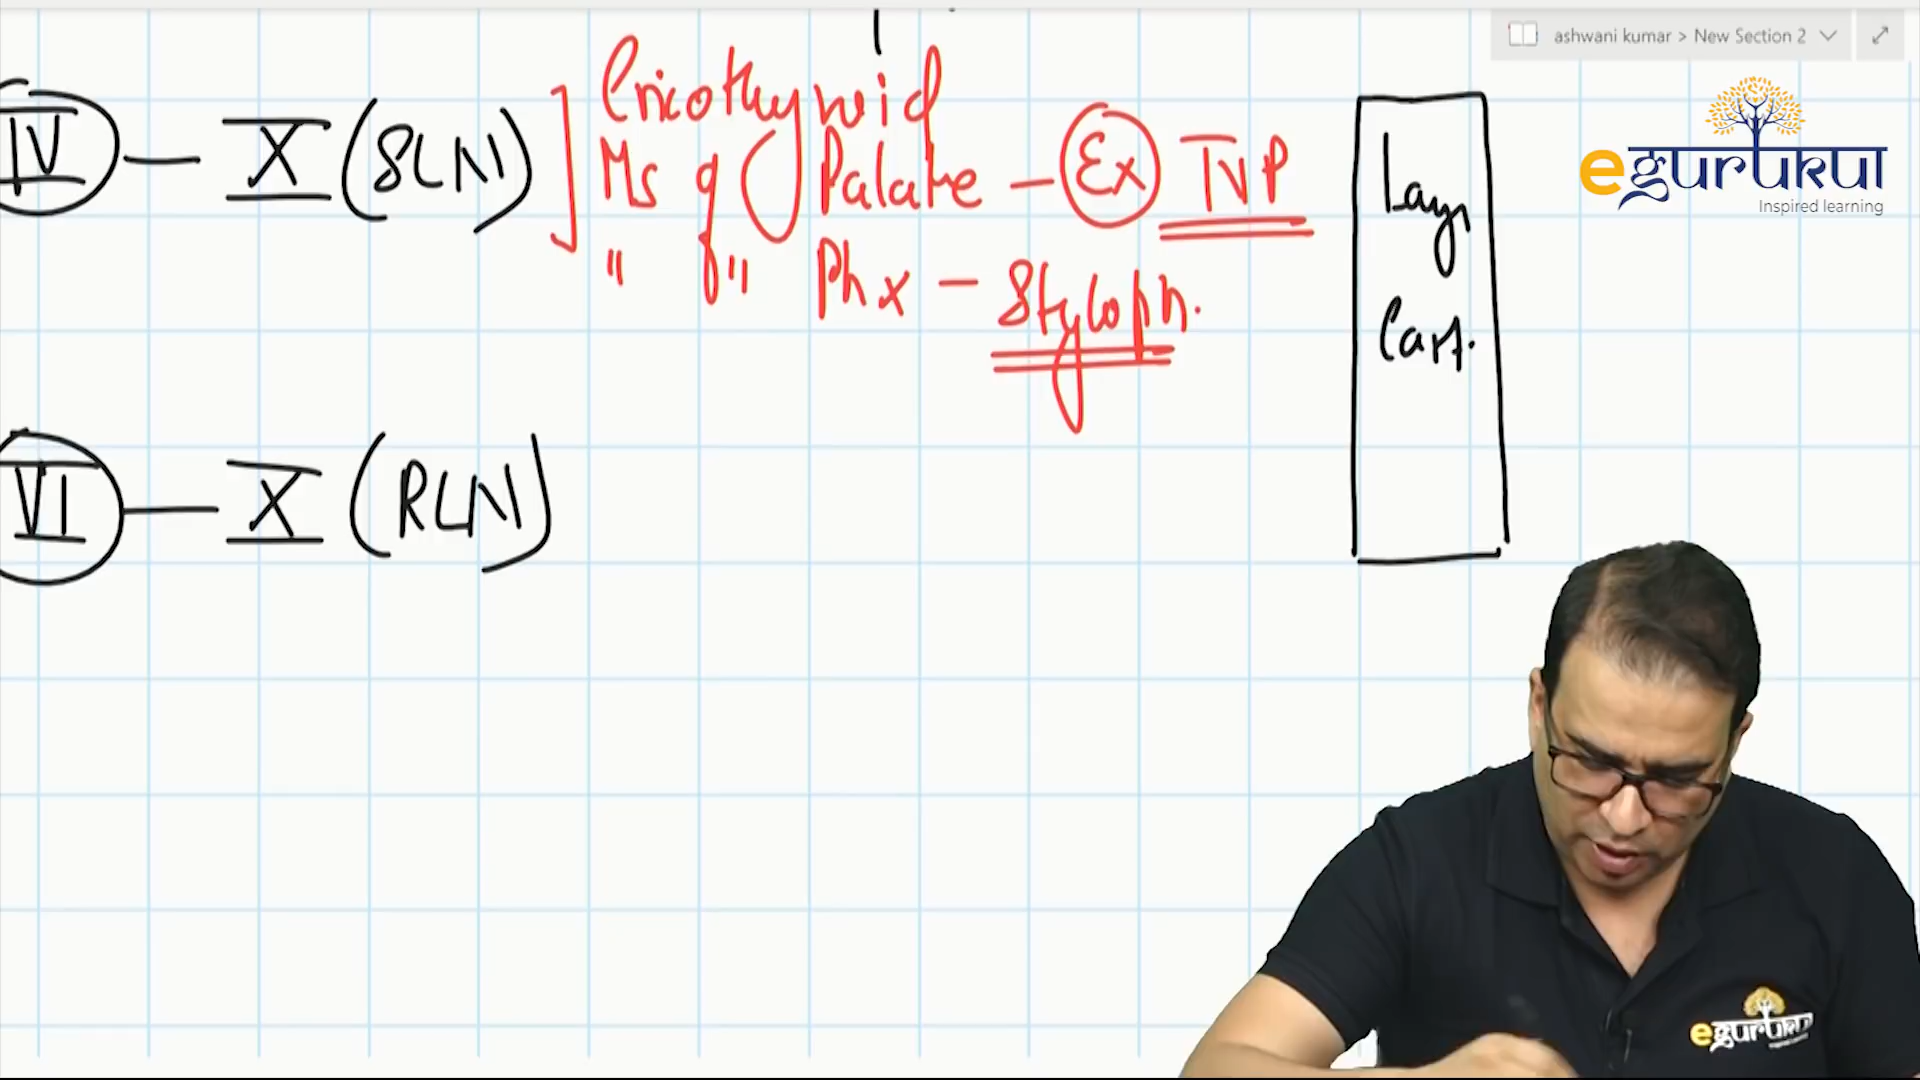 ashwani kumar > New Section 2
egurukul
Inspired learning
IV — X (SLN) ] Cricothyroid
Ms of Palate — Ex TVP
" of " Phx — Styloph.
Lary
Cart.
VI — X (RLN)
egurukul